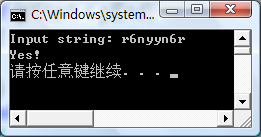 C:\Windows\system...
Input string: r6nyyn6r
Yes!
请按任意键继续. . .